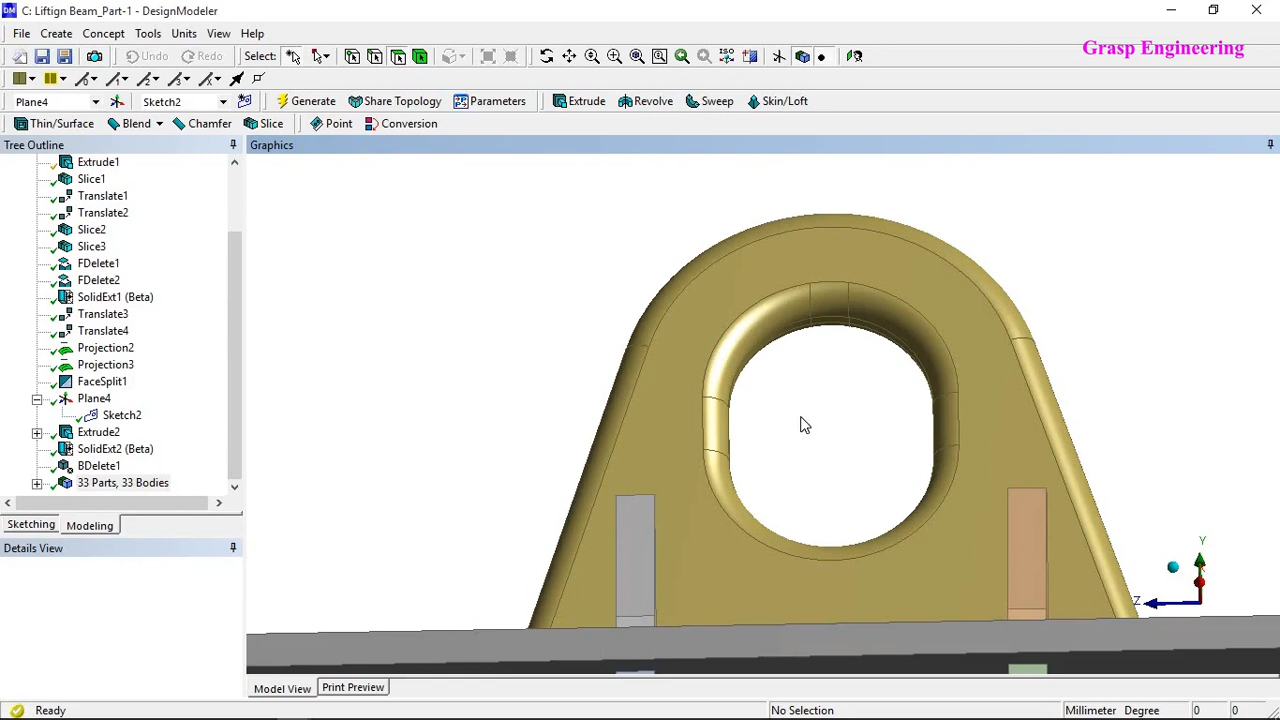 C: Liftign Beam_Part-1 - DesignModeler
File Create Concept Tools Units View Help
Undo Redo Select:
Grasp Engineering
Plane4 Sketch2 Generate Share Topology Parameters Extrude Revolve Sweep Skin/Loft
Thin/Surface Blend Chamfer Slice Point Conversion
Tree Outline
Graphics
Extrude1
Slice1
Translate1
Translate2
Slice2
Slice3
FDelete1
FDelete2
SolidExt1 (Beta)
Translate3
Translate4
Projection2
Projection3
FaceSplit1
Plane4
Sketch2
Extrude2
SolidExt2 (Beta)
BDelete1
33 Parts, 33 Bodies
Sketching Modeling
Details View
Y
Z
Model View Print Preview
Ready No Selection Millimeter Degree 0 0